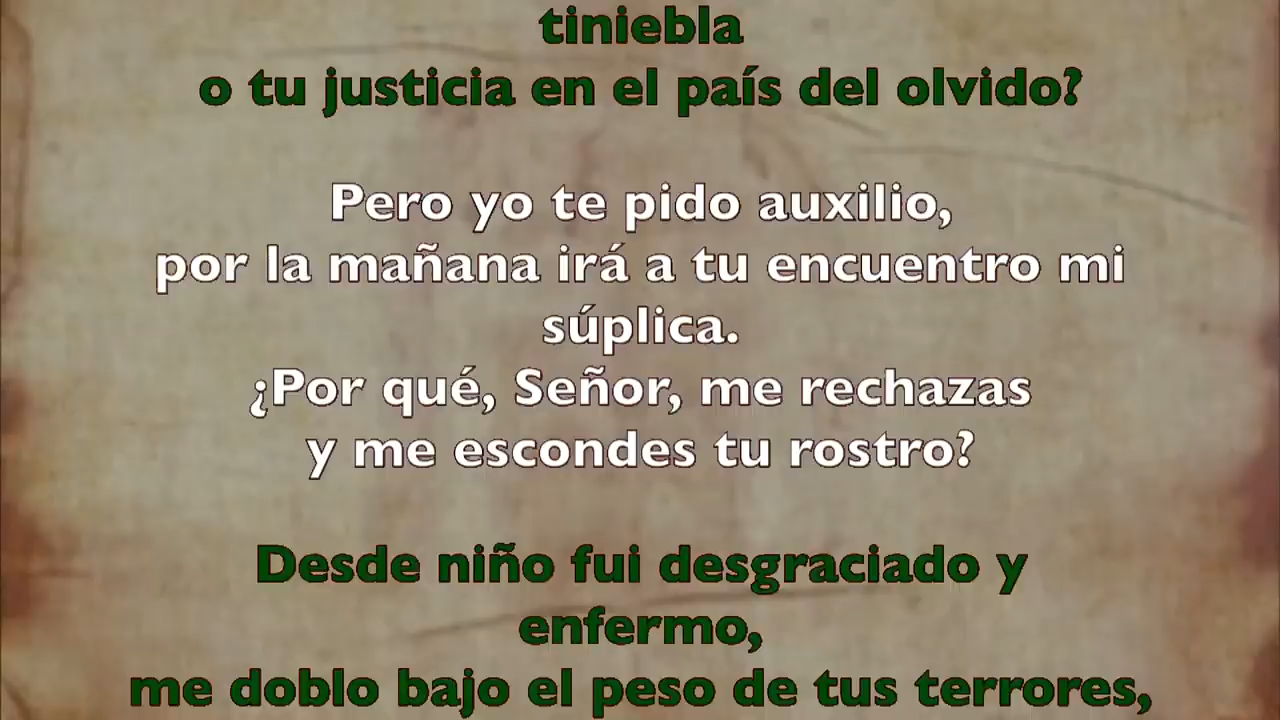 tiniebla
o tu justicia en el país del olvido?
Pero yo te pido auxilio,
por la mañana irá a tu encuentro mi
súplica.
¿Por qué, Señor, me rechazas
y me escondes tu rostro?
Desde niño fui desgraciado y
enfermo,
me doblo bajo el peso de tus terrores,